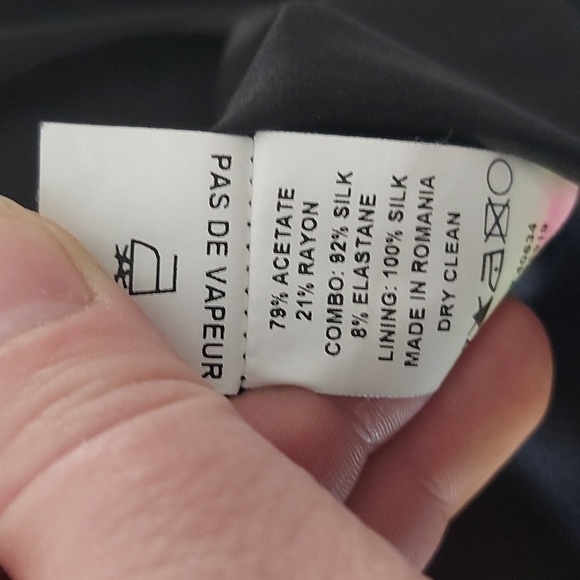 PAS DE VAPEUR
79% ACETATE
21% RAYON
COMBO: 92% SILK
8% ELASTANE
LINING: 100% SILK
MADE IN ROMANIA
DRY CLEAN